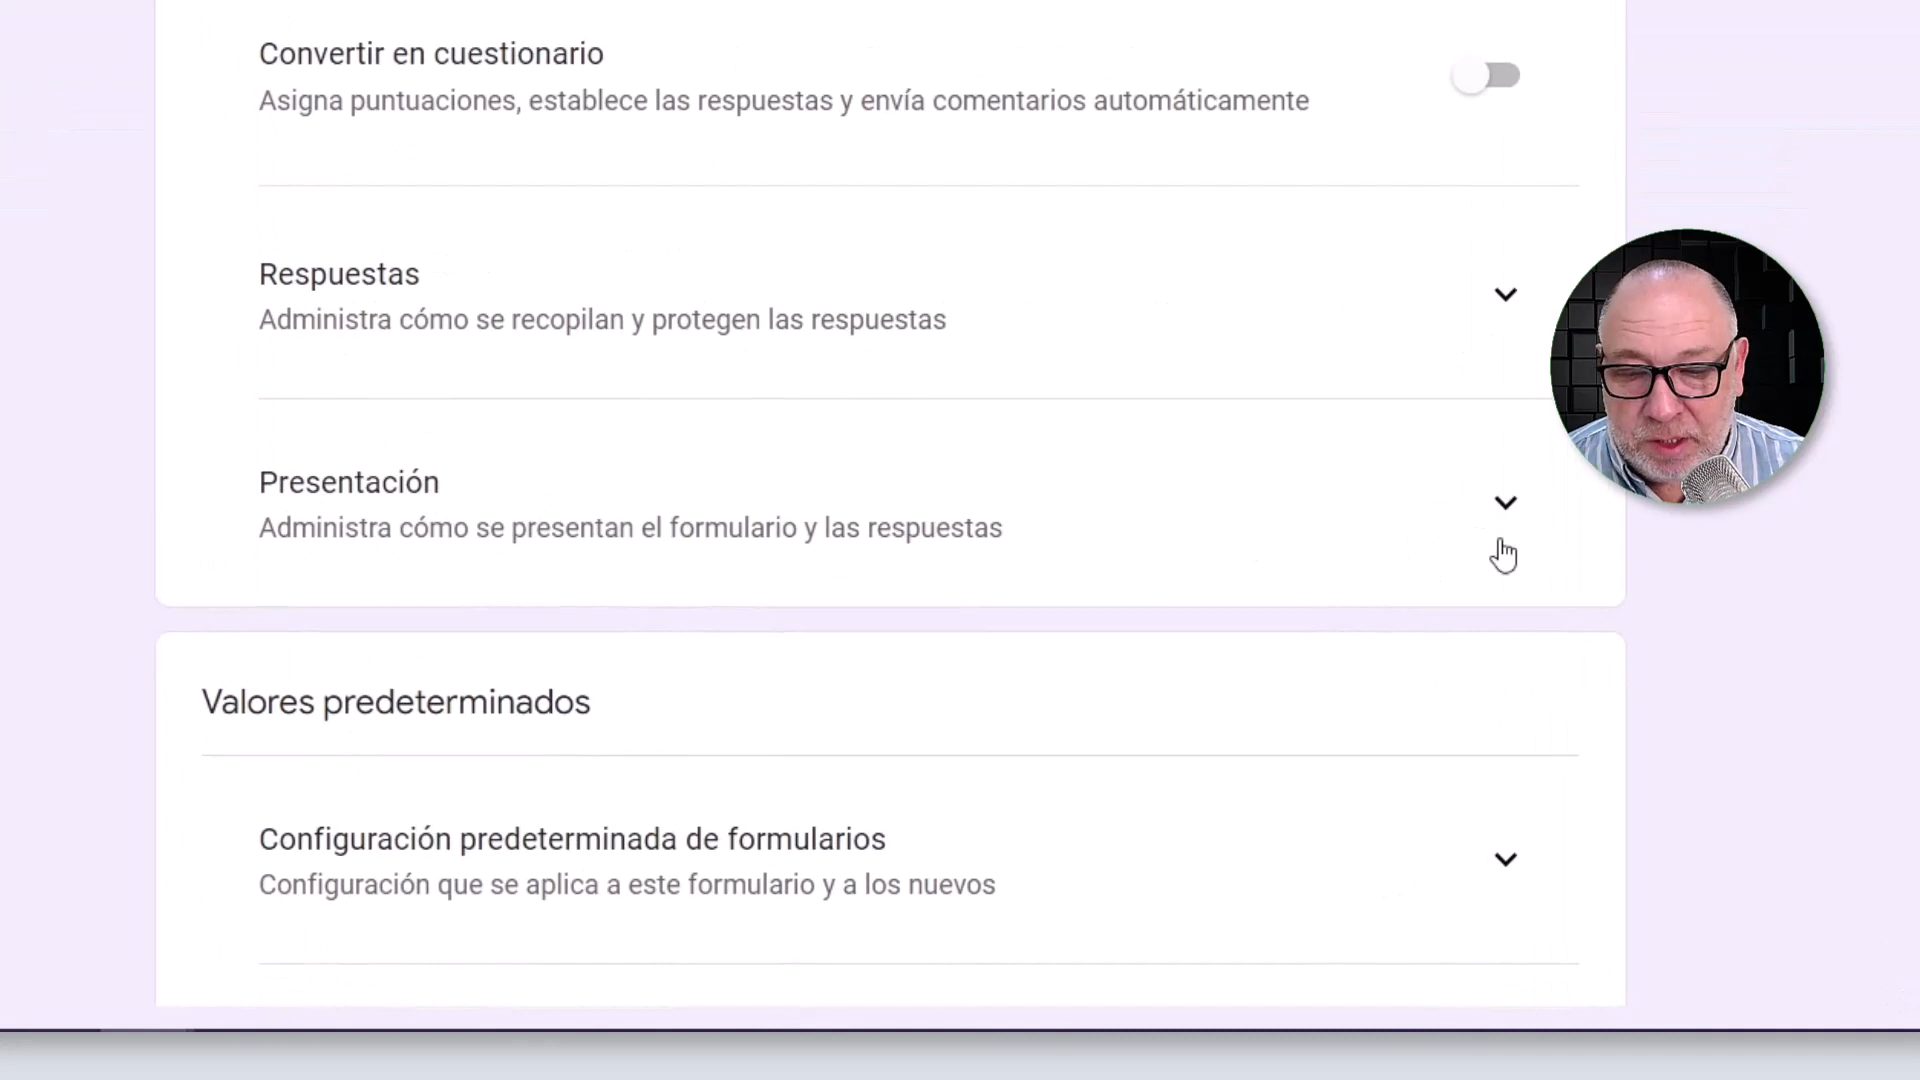 Convertir en cuestionario
Asigna puntuaciones, establece las respuestas y envía comentarios automáticamente
Respuestas
Administra cómo se recopilan y protegen las respuestas
Presentación
Administra cómo se presentan el formulario y las respuestas
Valores predeterminados
Configuración predeterminada de formularios
Configuración que se aplica a este formulario y a los nuevos